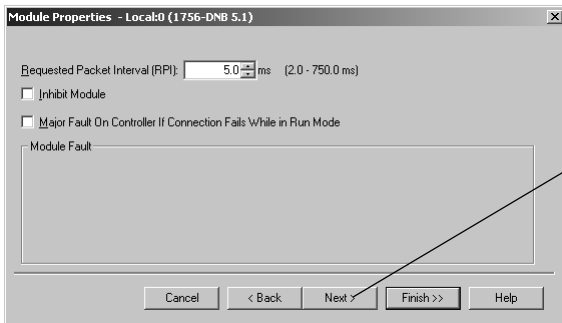 Module Properties - Local:0 (1756-DNB 5.1)
Requested Packet Interval (RPI): 5.0 ms (2.0 - 750.0 ms)
Inhibit Module
Major Fault On Controller If Connection Fails While in Run Mode
Module Fault
Cancel < Back Next > Finish >> Help